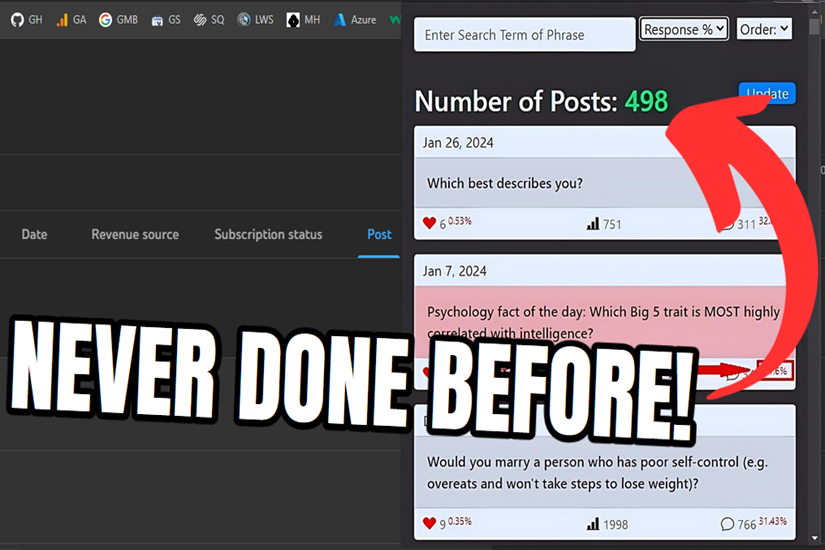 GH GA GMB GS SQ LWS MH Azure
Enter Search Term of Phrase
Response % Order:
Number of Posts: 498
Update
Jan 26, 2024
Which best describes you?
6 0.53% 751 311
Date Revenue source Subscription status Post
Jan 7, 2024
Psychology fact of the day: Which Big 5 trait is MOST highly
correlated with intelligence?
NEVER DONE BEFORE!
Would you marry a person who has poor self-control (e.g.
overeats and won't take steps to lose weight)?
9 0.35% 1998 766 31.43%